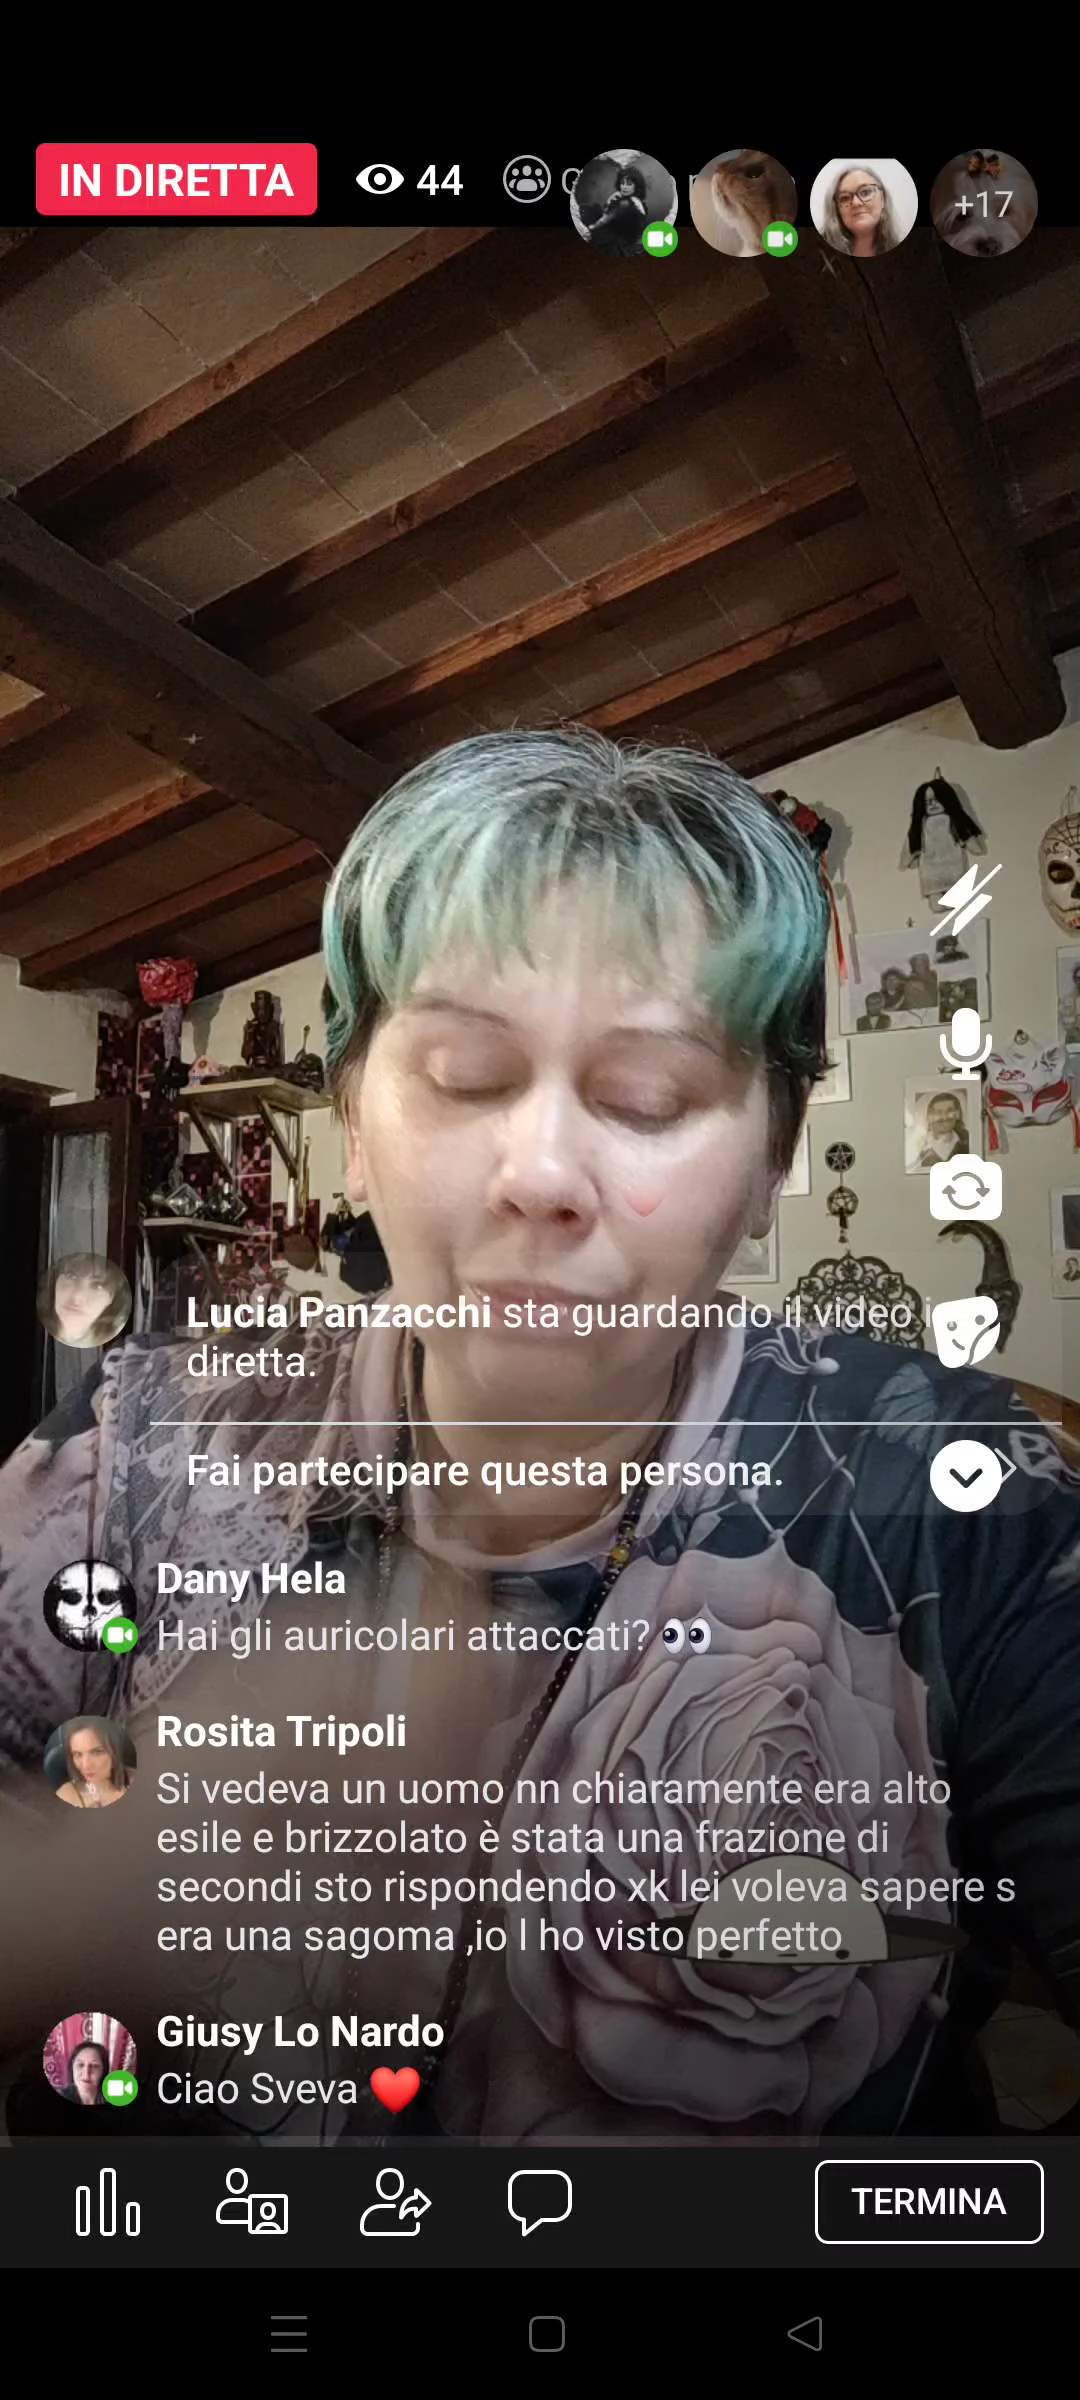 IN DIRETTA
44
+17
Lucia Panzacchi sta guardando il video
diretta.
Fai partecipare questa persona.
Dany Hela
Hai gli auricolari attaccati? 👀
Rosita Tripoli
Si vedeva un uomo nn chiaramente era alto
esile e brizzolato è stata una frazione di
secondi sto rispondendo xk lei voleva sapere s
era una sagoma ,io l ho visto perfetto
Giusy Lo Nardo
Ciao Sveva ❤️
TERMINA